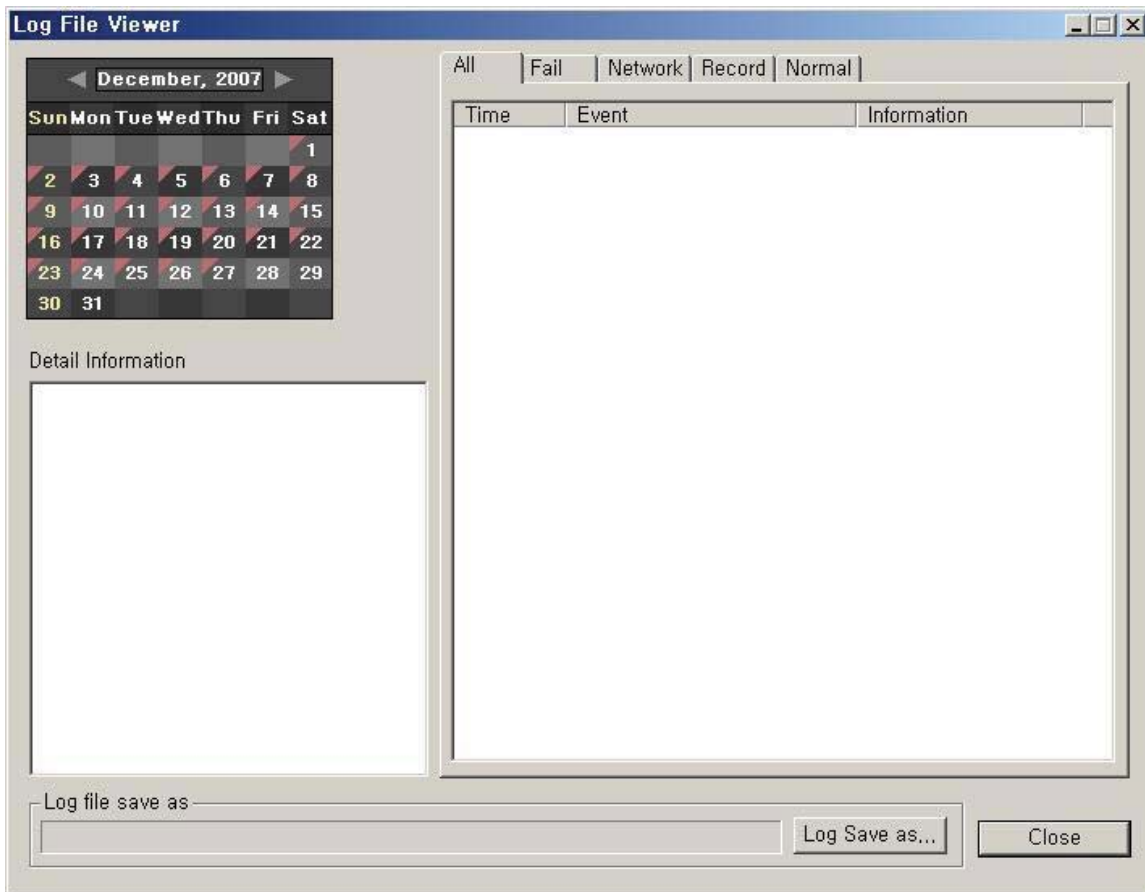 Log File Viewer
December, 2007
Sun Mon Tue Wed Thu Fri Sat
1
2 3 4 5 6 7 8
9 10 11 12 13 14 15
16 17 18 19 20 21 22
23 24 25 26 27 28 29
30 31
Detail Information
All Fail Network Record Normal
Time Event Information
Log file save as
Log Save as...
Close